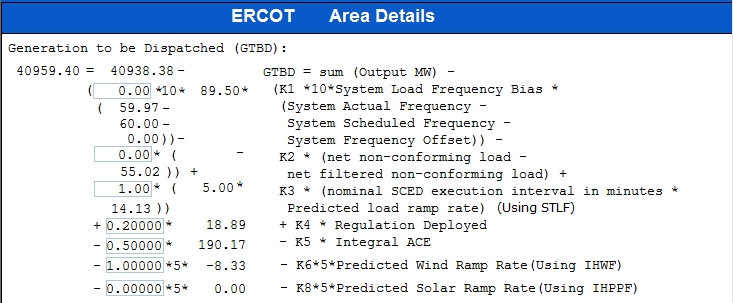 ERCOT Area Details
Generation to be Dispatched (GTBD):
40959.40 = 40938.38 - GTBD = sum (Output MW) -
( 0.00 *10* 89.50* (K1 *10*System Load Frequency Bias *
( 59.97 - (System Actual Frequency -
60.00 - System Scheduled Frequency -
0.00))- System Frequency Offset)) -
0.00* ( - K2 * (net non-conforming load -
55.02 )) + net filtered non-conforming load) +
1.00* ( 5.00* K3 * (nominal SCED execution interval in minutes *
14.13 )) Predicted load ramp rate) (Using STLF)
+ 0.20000* 18.89 + K4 * Regulation Deployed
- 0.50000* 190.17 - K5 * Integral ACE
- 1.00000*5* -8.33 - K6*5*Predicted Wind Ramp Rate(Using IHWF)
- 0.00000*5* 0.00 - K8*5*Predicted Solar Ramp Rate(Using IHPPF)